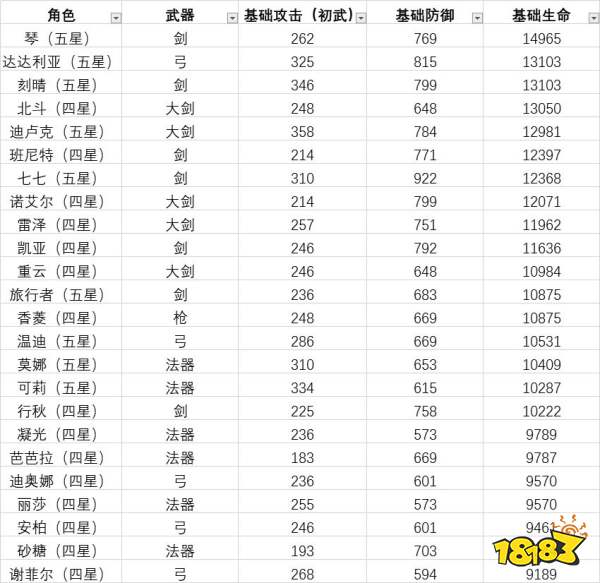 角色 武器 基础攻击（初武） 基础防御 基础生命
琴（五星） 剑 262 769 14965
达达利亚（五星） 弓 325 815 13103
刻晴（五星） 剑 346 799 13103
北斗（四星） 大剑 248 648 13050
迪卢克（五星） 大剑 358 784 12981
班尼特（四星） 剑 214 771 12397
七七（五星） 剑 310 922 12368
诺艾尔（四星） 大剑 214 799 12071
雷泽（四星） 大剑 257 751 11962
凯亚（四星） 剑 246 792 11636
重云（四星） 大剑 246 648 10984
旅行者（五星） 剑 236 683 10875
香菱（四星） 枪 248 669 10875
温迪（五星） 弓 286 669 10531
莫娜（五星） 法器 310 653 10409
可莉（五星） 法器 334 615 10287
行秋（四星） 剑 225 758 10222
凝光（四星） 法器 236 573 9789
芭芭拉（四星） 法器 183 669 9787
迪奥娜（四星） 弓 236 601 9570
丽莎（四星） 法器 255 573 9570
安柏（四星） 弓 246 601 9461
砂糖（四星） 法器 193 703
谢菲尔（四星） 弓 268 594 9189
18183